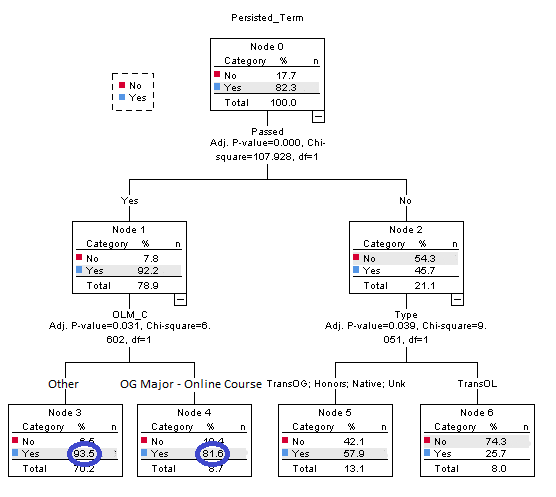 Persisted_Term
Node 0
Category % n
No 17.7
Yes 82.3
Total 100.0
No
Yes
Passed
Adj. P-value=0.000, Chi-
square=107.928, df=1
Yes
No
Node 1
Category % n
No 7.8
Yes 92.2
Total 78.9
Node 2
Category % n
No 54.3
Yes 45.7
Total 21.1
OLM_C
Adj. P-value=0.031, Chi-square=6.
602, df=1
Type
Adj. P-value=0.039, Chi-square=9.
051, df=1
Other
OG Major - Online Course
TransOG; Honors; Native; Unk
TransOL
Node 3
Category % n
No 6.5
Yes 93.5
Total 70.2
Node 4
Category % n
No 18.4
Yes 81.6
Total 8.7
Node 5
Category % n
No 42.1
Yes 57.9
Total 13.1
Node 6
Category % n
No 74.3
Yes 25.7
Total 8.0